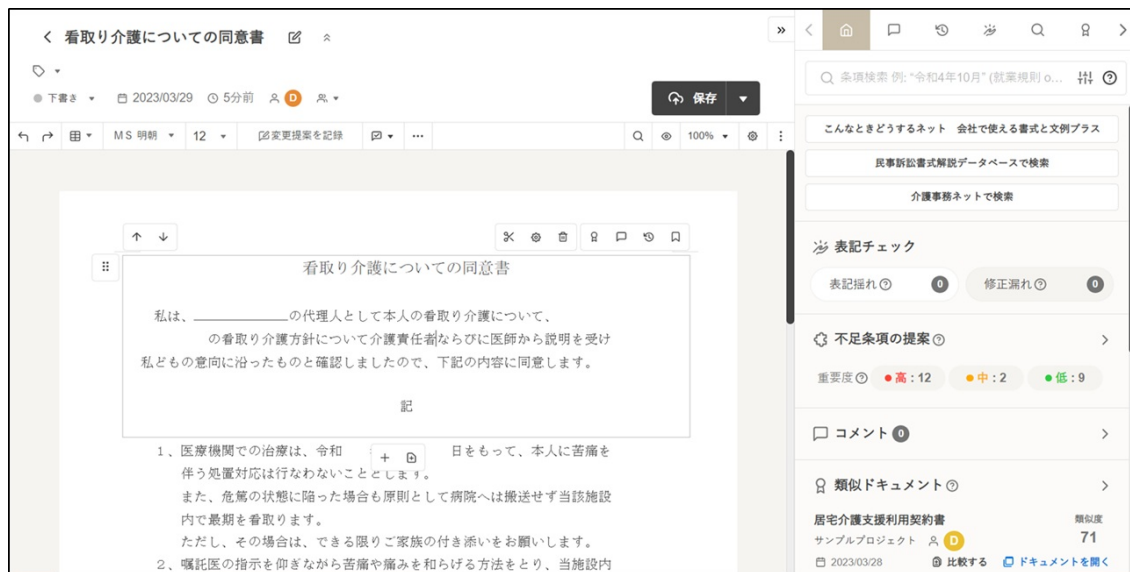 看取り介護についての同意書
下書き 2023/03/29 5分前 D
保存
MS 明朝 12 変更提案を記録 100%
看取り介護についての同意書
私は、＿＿＿＿＿＿＿の代理人として本人の看取り介護について、
の看取り介護方針について介護責任者ならびに医師から説明を受け
私どもの意向に沿ったものと確認しましたので、下記の内容に同意します。
記
1、医療機関での治療は、令和 日をもって、本人に苦痛を
伴う処置対応は行なわないこととします。
また、危篤の状態に陥った場合も原則として病院へは搬送せず当該施設
内で最期を看取ります。
ただし、その場合は、できる限りご家族の付き添いをお願いします。
2、嘱託医の指示を仰ぎながら苦痛や痛みを和らげる方法をとり、当施設内
条項検索 例: “令和4年10月” (就業規則 o...
こんなときどうするネット 会社で使える書式と文例プラス
民事訴訟書式解説データベースで検索
介護事務ネットで検索
表記チェック
表記揺れ 0 修正漏れ 0
不足条項の提案
重要度 高：12 中：2 低：9
コメント 0
類似ドキュメント
居宅介護支援利用契約書 類似度
サンプルプロジェクト D 71
2023/03/28 比較する ドキュメントを開く